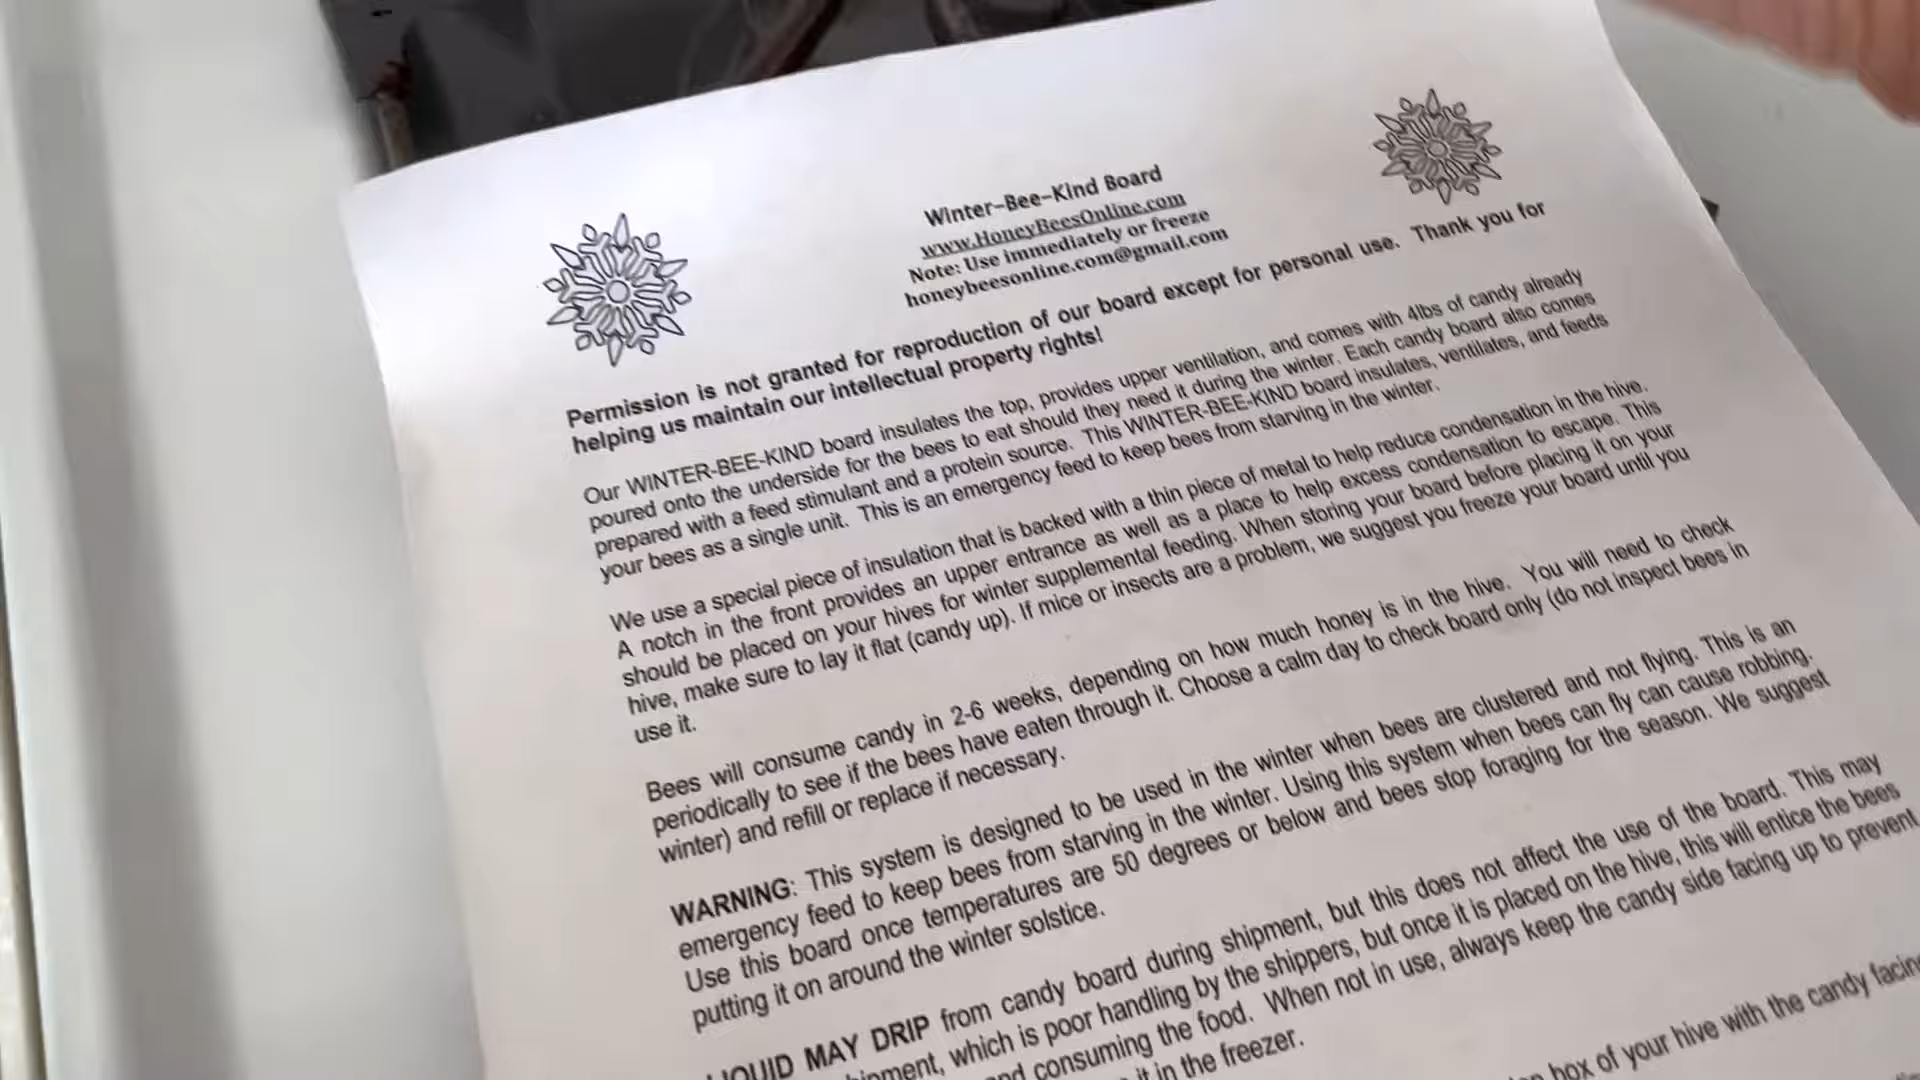 Winter-Bee-Kind Board
www.HoneyBeesOnline.com
Note: Use immediately or freeze
honeybeesonline.com@gmail.com
Permission is not granted for reproduction of our board except for personal use. Thank you for
helping us maintain our intellectual property rights!
Our WINTER-BEE-KIND board insulates the top, provides upper ventilation, and comes with 4lbs of candy already
poured onto the underside for the bees to eat should they need it during the winter. Each candy board also comes
prepared with a feed stimulant and a protein source. This WINTER-BEE-KIND board insulates, ventilates, and feeds
your bees as a single unit. This is an emergency feed to keep bees from starving in the winter.
We use a special piece of insulation that is backed with a thin piece of metal to help reduce condensation in the hive.
A notch in the front provides an upper entrance as well as a place to help excess condensation to escape. This
should be placed on your hives for winter supplemental feeding. When storing your board before placing it on your
hive, make sure to lay it flat (candy up). If mice or insects are a problem, we suggest you freeze your board until you
use it.
Bees will consume candy in 2-6 weeks, depending on how much honey is in the hive. You will need to check
periodically to see if the bees have eaten through it. Choose a calm day to check board only (do not inspect bees in
winter) and refill or replace if necessary.
WARNING: This system is designed to be used in the winter when bees are clustered and not flying. This is an
emergency feed to keep bees from starving in the winter. Using this system when bees can fly can cause robbing.
Use this board once temperatures are 50 degrees or below and bees stop foraging for the season. We suggest
putting it on around the winter solstice.
LIQUID MAY DRIP from candy board during shipment, but this does not affect the use of the board. This may
which is poor handling by the shippers, but once it is placed on the hive, this will entice the bees
consuming the food. When not in use, always keep the candy side facing up to prevent
it in the freezer.
box of your hive with the candy facing